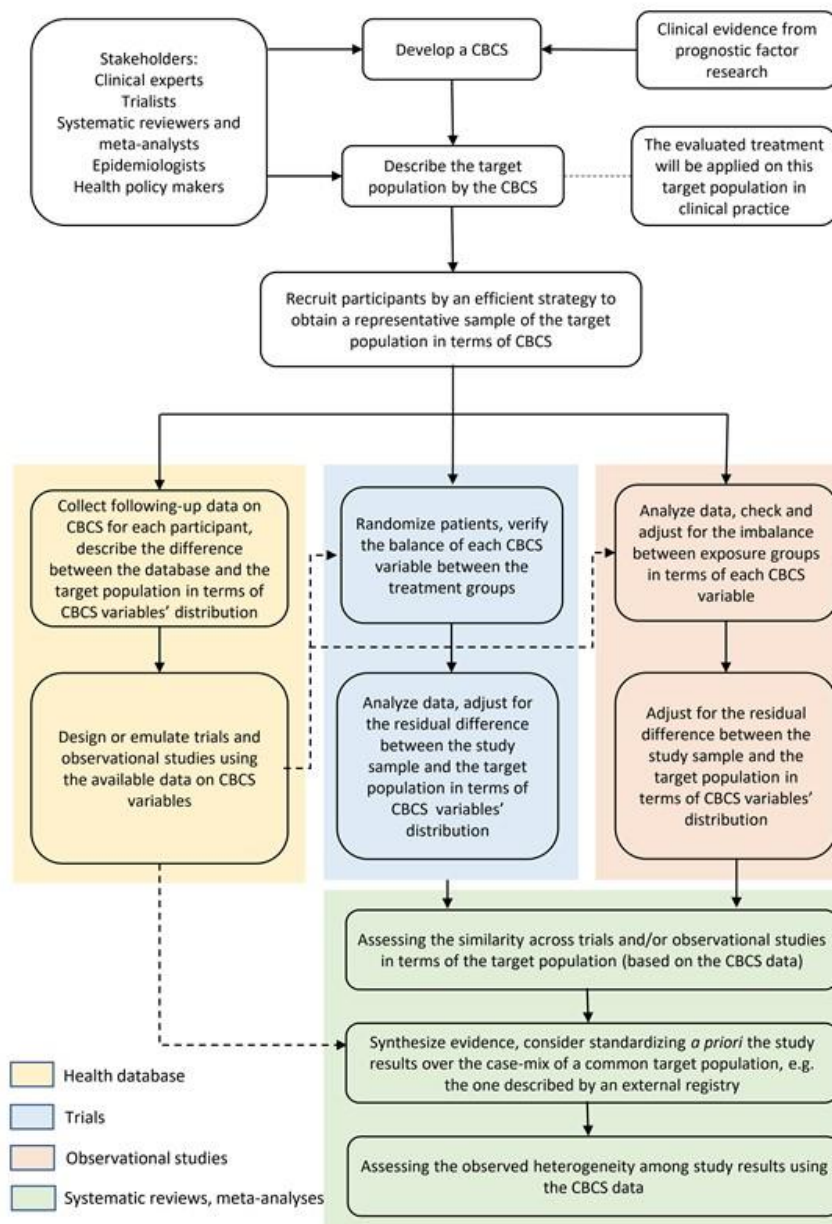 Stakeholders:
Clinical experts
Trialists
Systematic reviewers and
meta-analysts
Epidemiologists
Health policy makers
Develop a CBCS
Clinical evidence from
prognostic factor
research
Describe the target
population by the CBCS
The evaluated treatment
will be applied on this
target population in
clinical practice
Recruit participants by an efficient strategy to
obtain a representative sample of the target
population in terms of CBCS
Collect following-up data on
CBCS for each participant,
describe the difference
between the database and the
target population in terms of
CBCS variables' distribution
Randomize patients, verify
the balance of each CBCS
variable between the
treatment groups
Analyze data, check and
adjust for the imbalance
between exposure groups
in terms of each CBCS
variable
Design or emulate trials and
observational studies using
the available data on CBCS
variables
Analyze data, adjust for
the residual difference
between the study
sample and the target
population in terms of
CBCS variables'
distribution
Adjust for the residual
difference between the
study sample and the
target population in
terms of CBCS variables'
distribution
Assessing the similarity across trials and/or observational studies
in terms of the target population (based on the CBCS data)
Synthesize evidence, consider standardizing a priori the study
results over the case-mix of a common target population, e.g.
the one described by an external registry
Assessing the observed heterogeneity among study results using
the CBCS data
Health database
Trials
Observational studies
Systematic reviews, meta-analyses